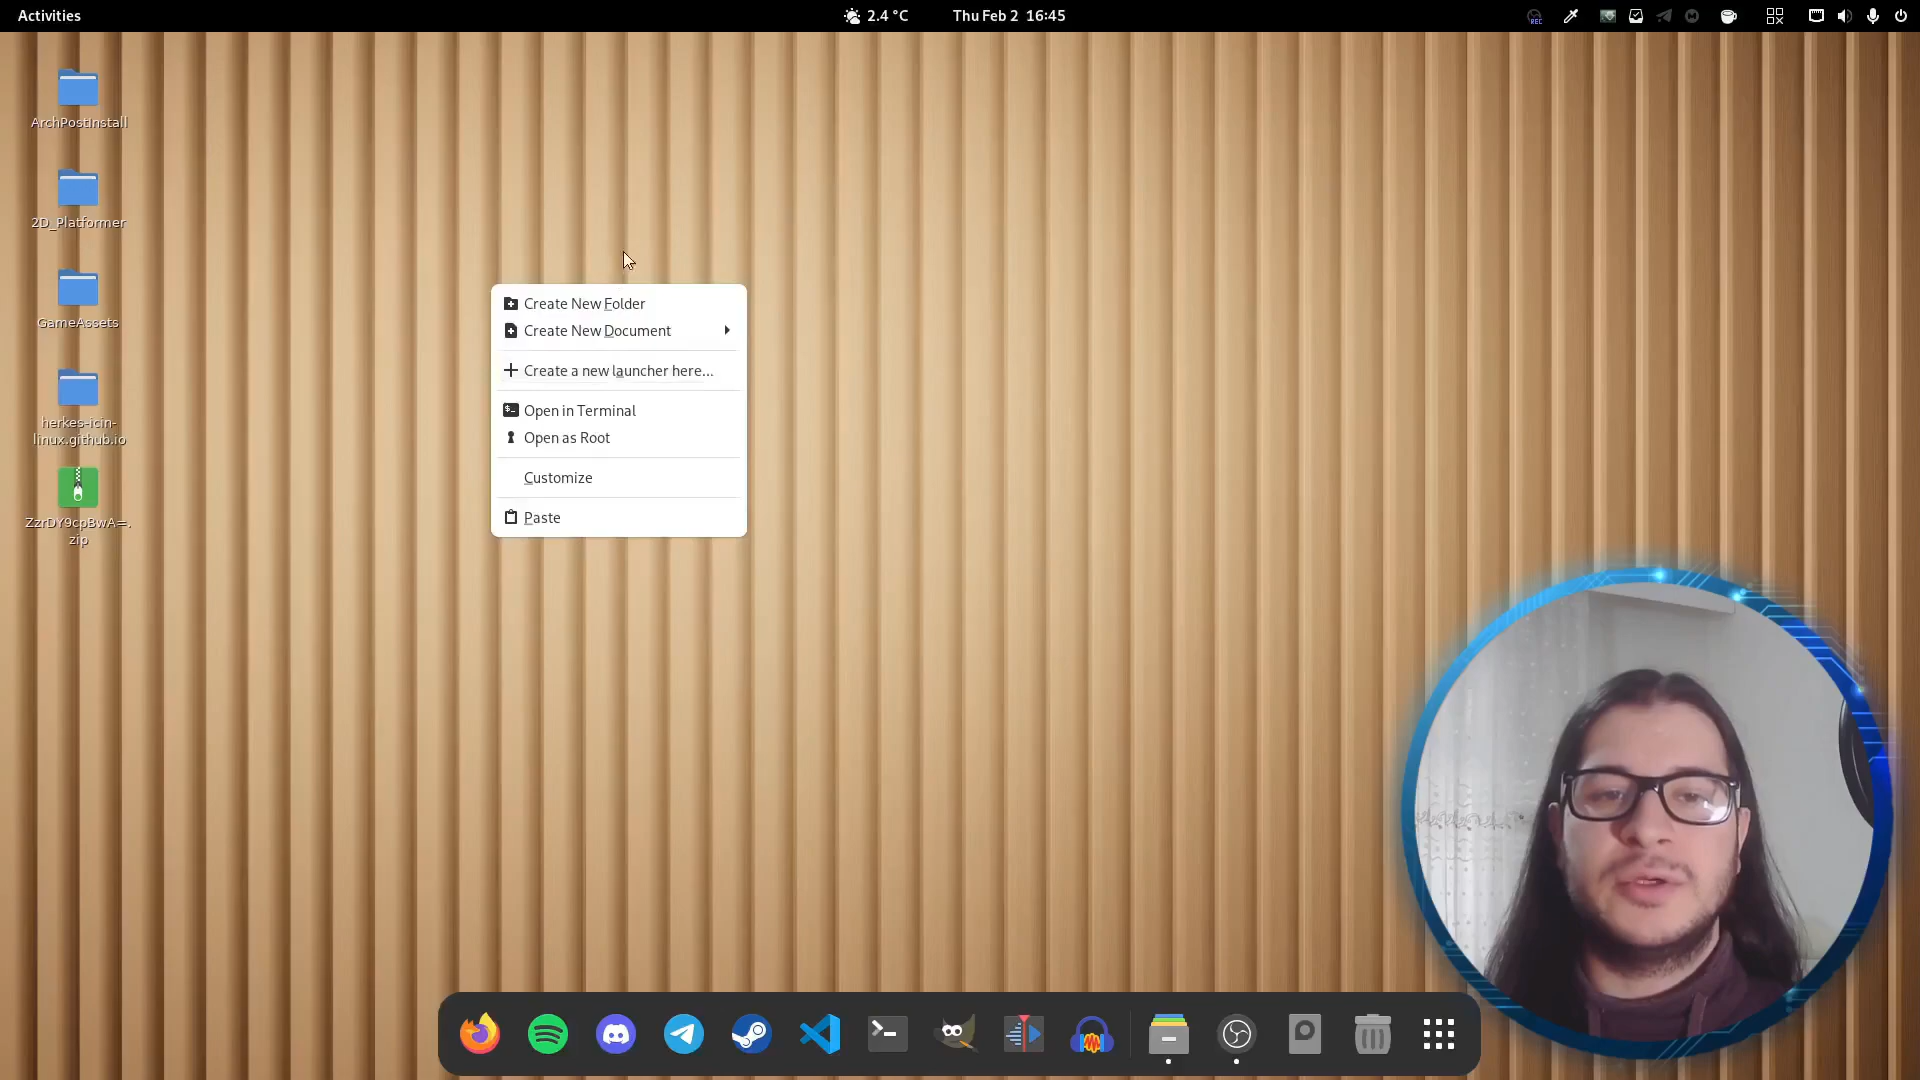 Activities
2.4 °C
Thu Feb 2 16:45
REC
ArchPostInstall
2D_Platformer
GameAssets
herkes-icin-
linux.github.io
ZzrDY9cpBwA=.
zip
Create New Folder
Create New Document
Create a new launcher here...
Open in Terminal
Open as Root
Customize
Paste